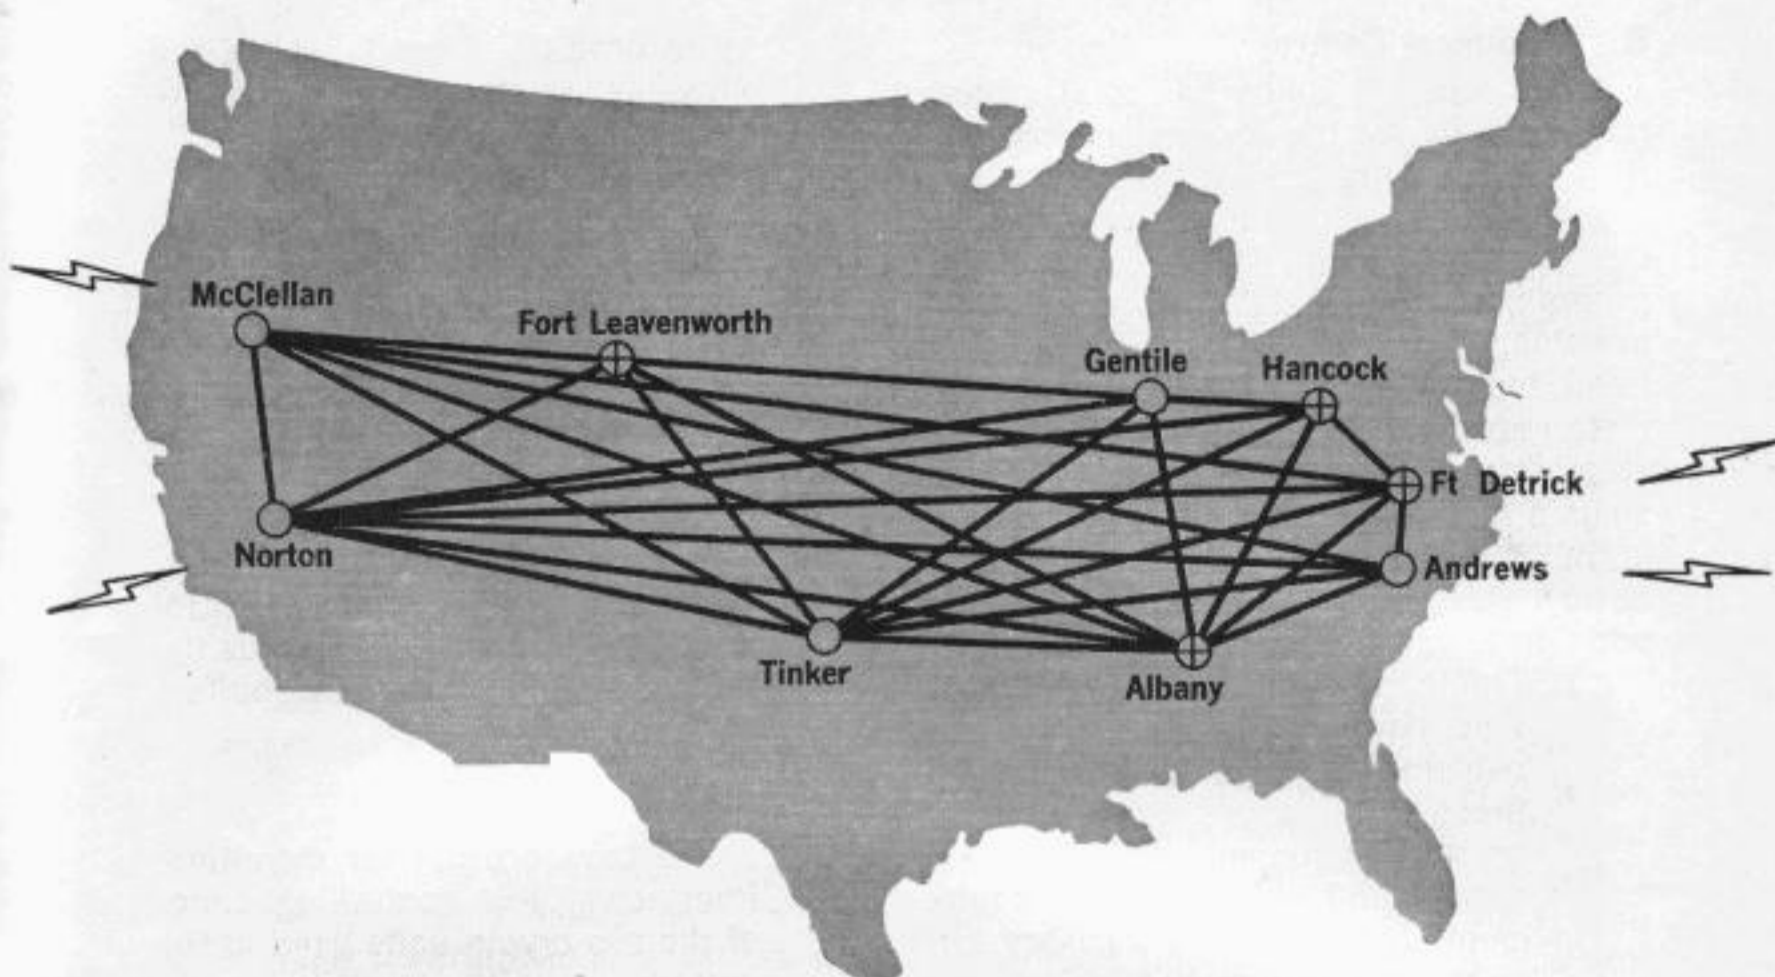 McClellan
Fort Leavenworth
Gentile
Hancock
Ft Detrick
Norton
Andrews
Tinker
Albany